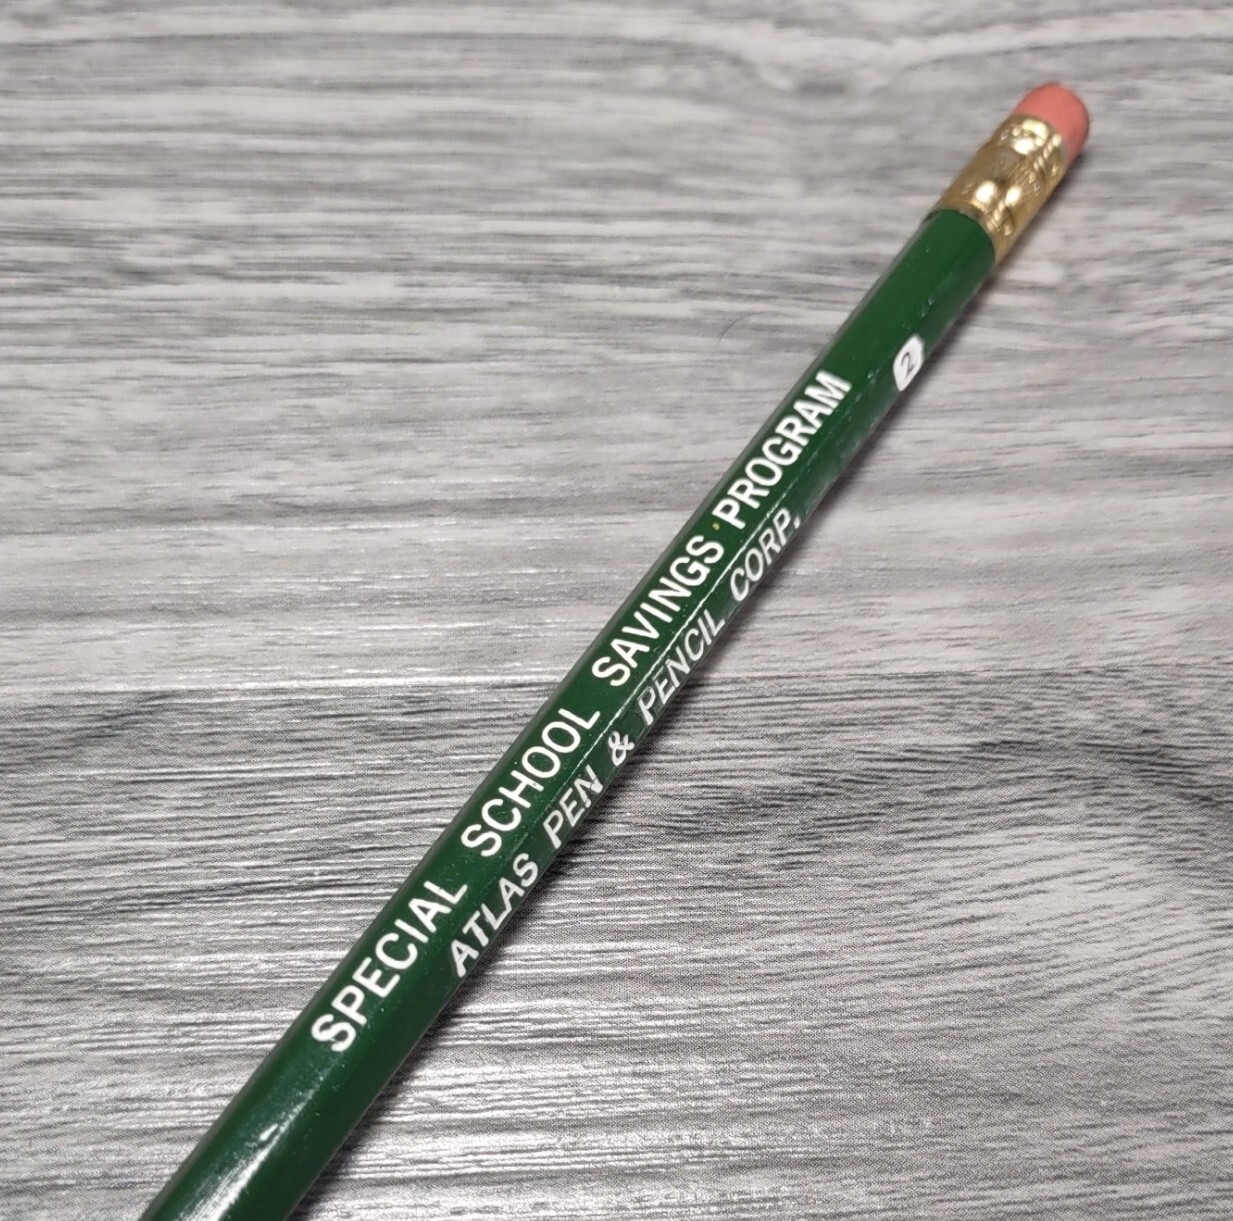 SPECIAL SCHOOL SAVINGS PROGRAM
ATLAS PEN & PENCIL CORP.
2